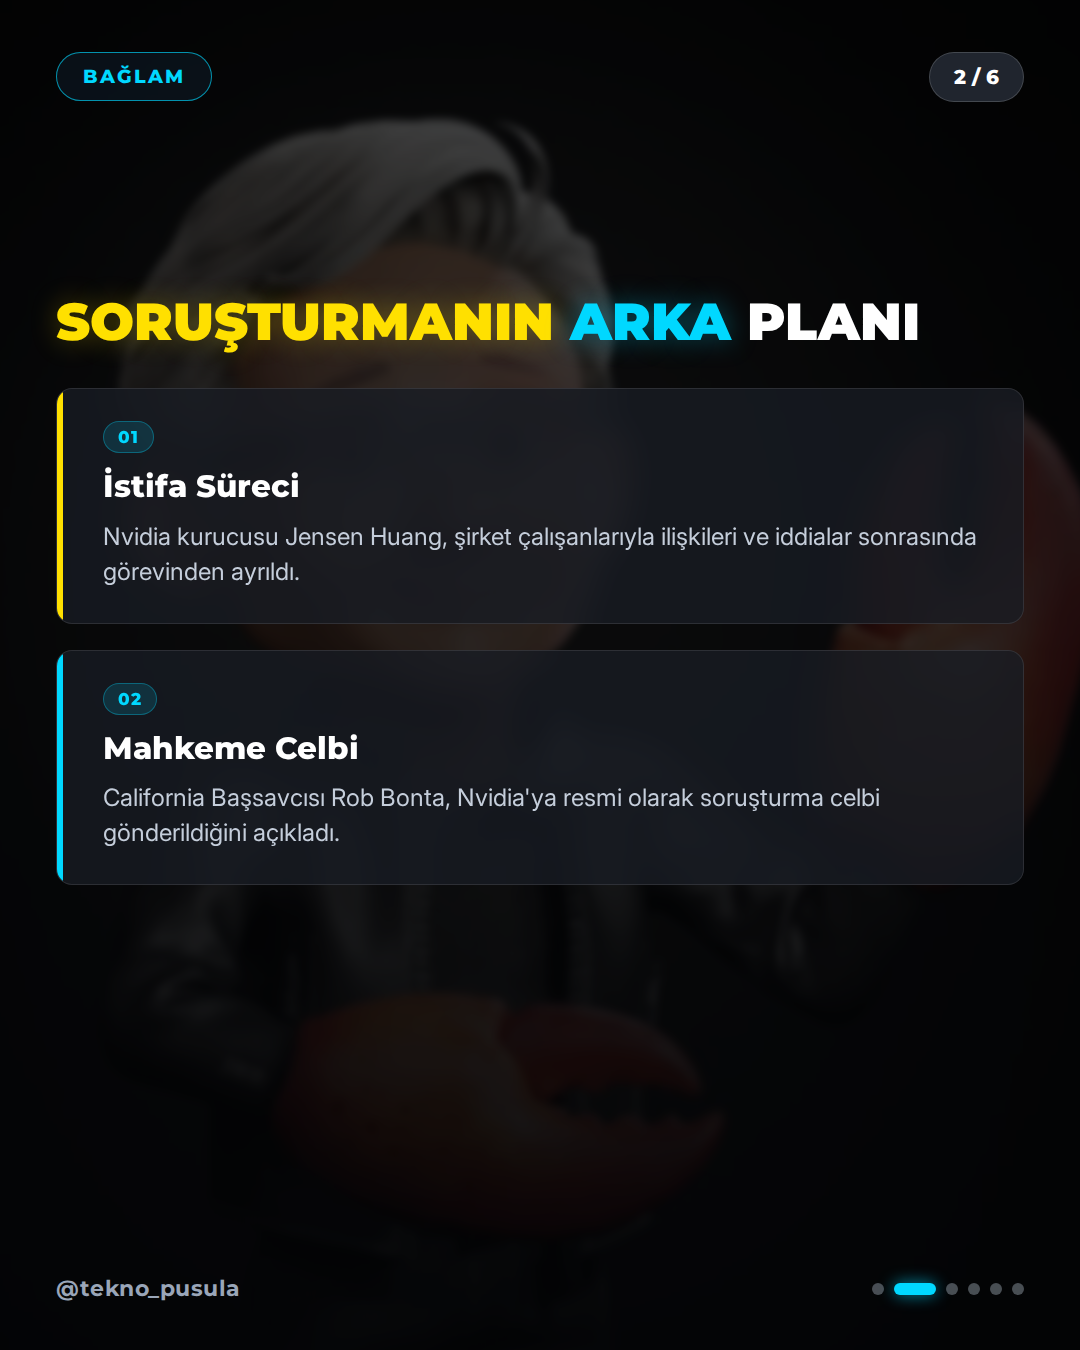 BAĞLAM
2 / 6
SORUŞTURMANIN ARKA PLANI
01
İstifa Süreci
Nvidia kurucusu Jensen Huang, şirket çalışanlarıyla ilişkileri ve iddialar sonrasında
görevinden ayrıldı.
02
Mahkeme Celbi
California Başsavcısı Rob Bonta, Nvidia'ya resmi olarak soruşturma celbi
gönderildiğini açıkladı.
@tekno_pusula